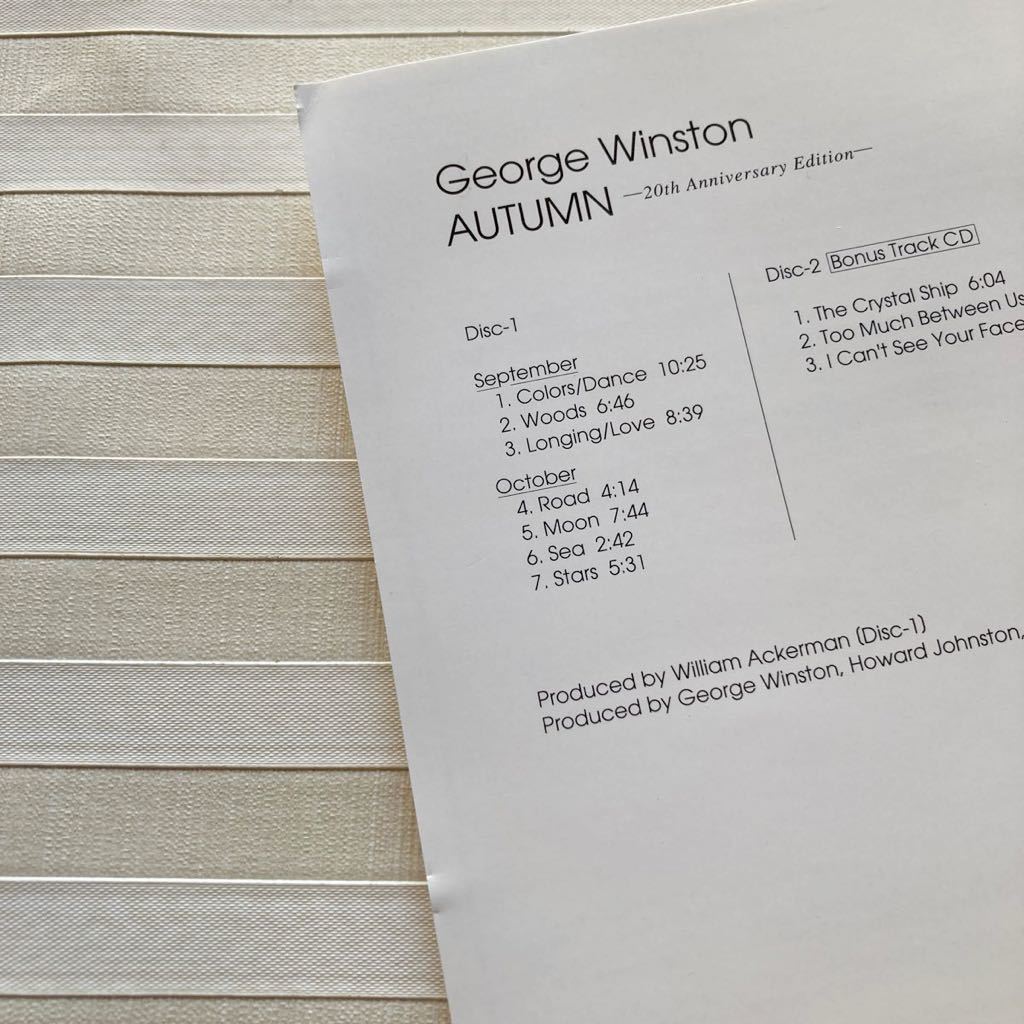 George Winston
AUTUMN —20th Anniversary Edition—
Disc-1
September
1. Colors/Dance 10:25
2. Woods 6:46
3. Longing/Love 8:39
October
4. Road 4:14
5. Moon 7:44
6. Sea 2:42
7. Stars 5:31
Disc-2 Bonus Track CD
1. The Crystal Ship 6:04
2. Too Much Between Us
3. I Can't See Your Face
Produced by William Ackerman (Disc-1)
Produced by George Winston, Howard Johnston,